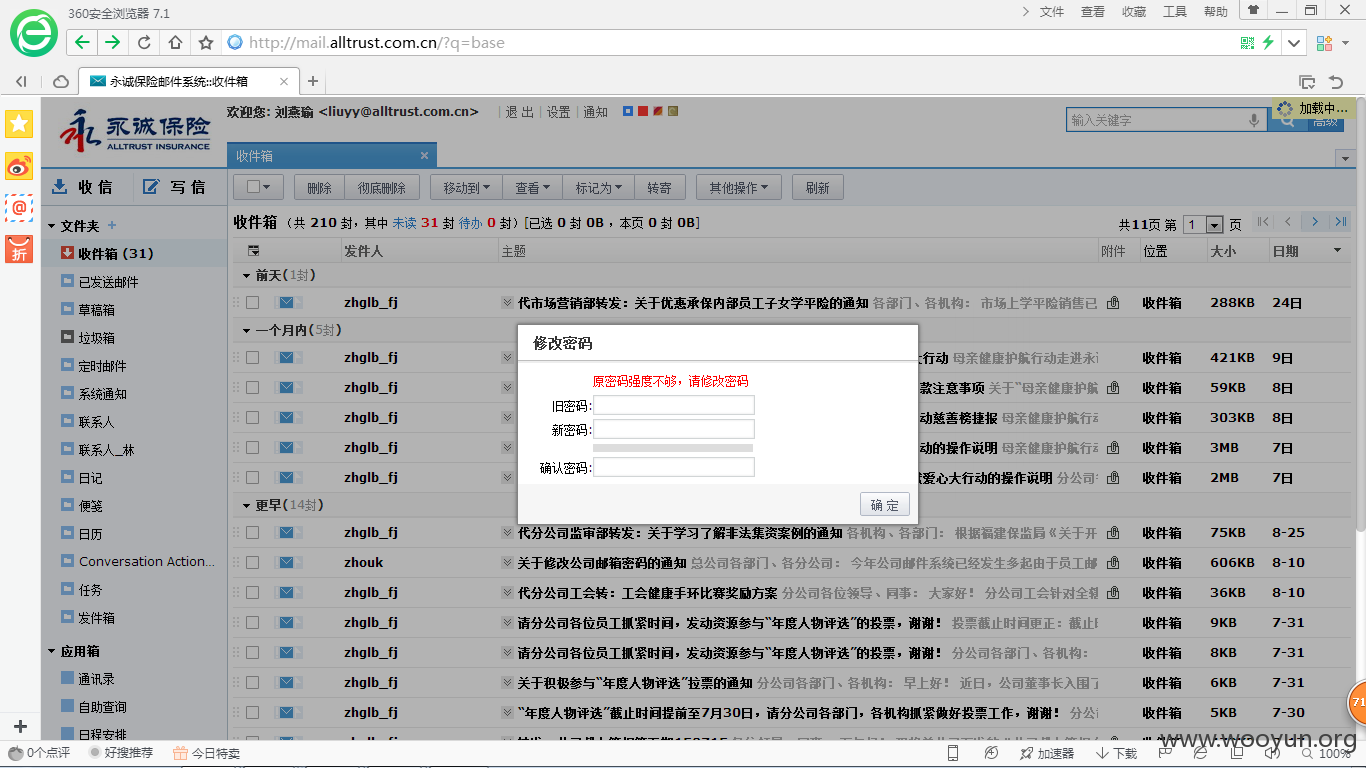 360安全浏览器 7.1
文件 查看 收藏 工具 帮助
http://mail.alltrust.com.cn/?q=base
永诚保险邮件系统::收件箱
永诚保险
ALLTRUST INSURANCE
欢迎您: 刘燕瑜 <liuyy@alltrust.com.cn> | 退出 | 设置 | 通知
输入关键字
高级
加载中...
收件箱
收 信 写 信
删除 彻底删除 移动到 查看 标记为 转寄 其他操作 刷新
文件夹
收件箱 (31)
已发送邮件
草稿箱
垃圾箱
定时邮件
系统通知
联系人
联系人_林
日记
便笺
日历
Conversation Action...
任务
发件箱
应用箱
通讯录
自助查询
日程安排
收件箱 (共 210 封，其中 未读 31 封 待办 0 封) [已选 0 封 0B ，本页 0 封 0B]
共11页 第 1 页
发件人 主题 附件 位置 大小 日期
前天(1封)
zhglb_fj 代市场营销部转发：关于优惠承保内部员工子女学平险的通知 各部门、各机构： 市场上学平险销售已 收件箱 288KB 24日
一个月内(5封)
zhglb_fj 上行动 母亲健康护航行动走进永 收件箱 421KB 9日
zhglb_fj 款注意事项 关于“母亲健康护航 收件箱 59KB 8日
zhglb_fj 动慈善榜捷报 母亲健康护航行动 收件箱 303KB 8日
zhglb_fj 动的操作说明 母亲健康护航行动 收件箱 3MB 7日
zhglb_fj 爱心大行动的操作说明 分公司 收件箱 2MB 7日
更早(14封)
zhglb_fj 代分公司监审部转发：关于学习了解非法集资案例的通知 各机构、各部门： 根据福建保监局《关于开 收件箱 75KB 8-25
zhouk 关于修改公司邮箱密码的通知 总公司各部门、各分公司： 今年公司邮件系统已经发生多起由于员工邮 收件箱 606KB 8-10
zhglb_fj 代分公司工会转：工会健康手环比赛奖励方案 分公司各位领导、同事： 大家好！ 分公司工会针对全 收件箱 36KB 8-10
zhglb_fj 请分公司各位员工抓紧时间，发动资源参与“年度人物评选”的投票，谢谢！ 投票截止时间更正：截止 收件箱 9KB 7-31
zhglb_fj 请分公司各位员工抓紧时间，发动资源参与“年度人物评选”的投票，谢谢！ 分公司各部门、各机构： 收件箱 8KB 7-31
zhglb_fj 关于积极参与“年度人物评选”拉票的通知 分公司各部门、各机构： 早上好！ 近日，公司董事长入围了 收件箱 6KB 7-31
zhglb_fj “年度人物评选”截止时间提前至7月30日，请分公司各部门，各机构抓紧做好投票工作，谢谢！ 分公 收件箱 5KB 7-30
修改密码
原密码强度不够，请修改密码
旧密码:
新密码:
确认密码:
确 定
折
71
0个点评 好搜推荐 今日特卖
加速器 下载 100%
www.wooyun.org